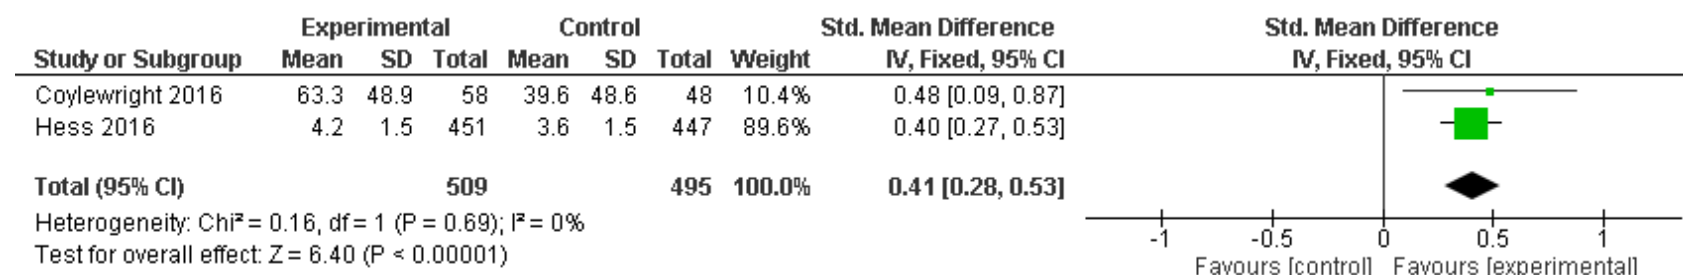 Experimental Control Std. Mean Difference Std. Mean Difference
Study or Subgroup Mean SD Total Mean SD Total Weight IV, Fixed, 95% CI IV, Fixed, 95% CI
Coylewright 2016 63.3 48.9 58 39.6 48.6 48 10.4% 0.48 [0.09, 0.87]
Hess 2016 4.2 1.5 451 3.6 1.5 447 89.6% 0.40 [0.27, 0.53]
Total (95% CI) 509 495 100.0% 0.41 [0.28, 0.53]
Heterogeneity: Chi² = 0.16, df = 1 (P = 0.69); I² = 0%
Test for overall effect: Z = 6.40 (P < 0.00001)
-1 -0.5 0 0.5 1
Favours [control] Favours [experimental]